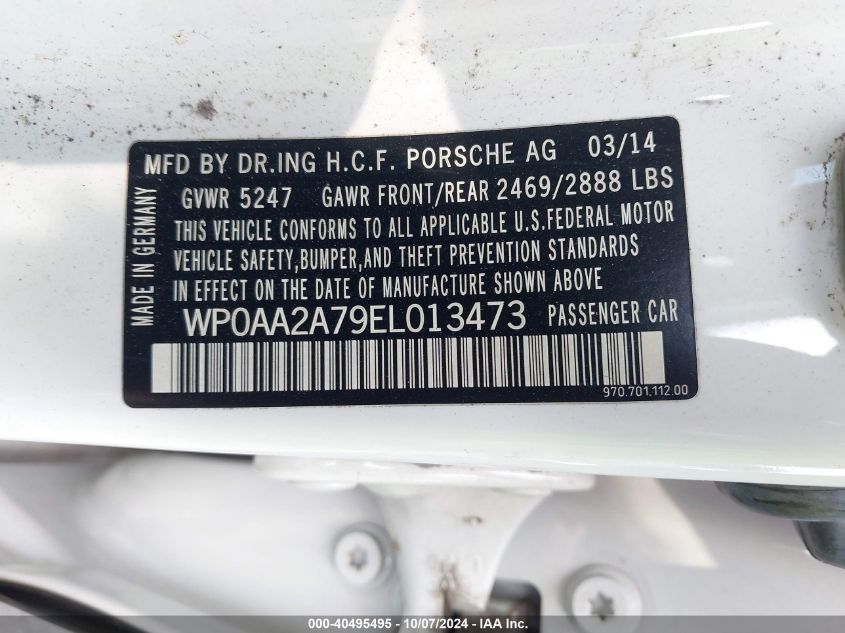 MFD BY DR.ING H.C.F. PORSCHE AG 03/14
GVWR 5247 GAWR FRONT/REAR 2469/2888 LBS
THIS VEHICLE CONFORMS TO ALL APPLICABLE U.S.FEDERAL MOTOR
VEHICLE SAFETY,BUMPER,AND THEFT PREVENTION STANDARDS
IN EFFECT ON THE DATE OF MANUFACTURE SHOWN ABOVE
WP0AA2A79EL013473 PASSENGER CAR
970.701.112.00
MADE IN GERMANY
000-40495495 - 10/07/2024 - IAA Inc.